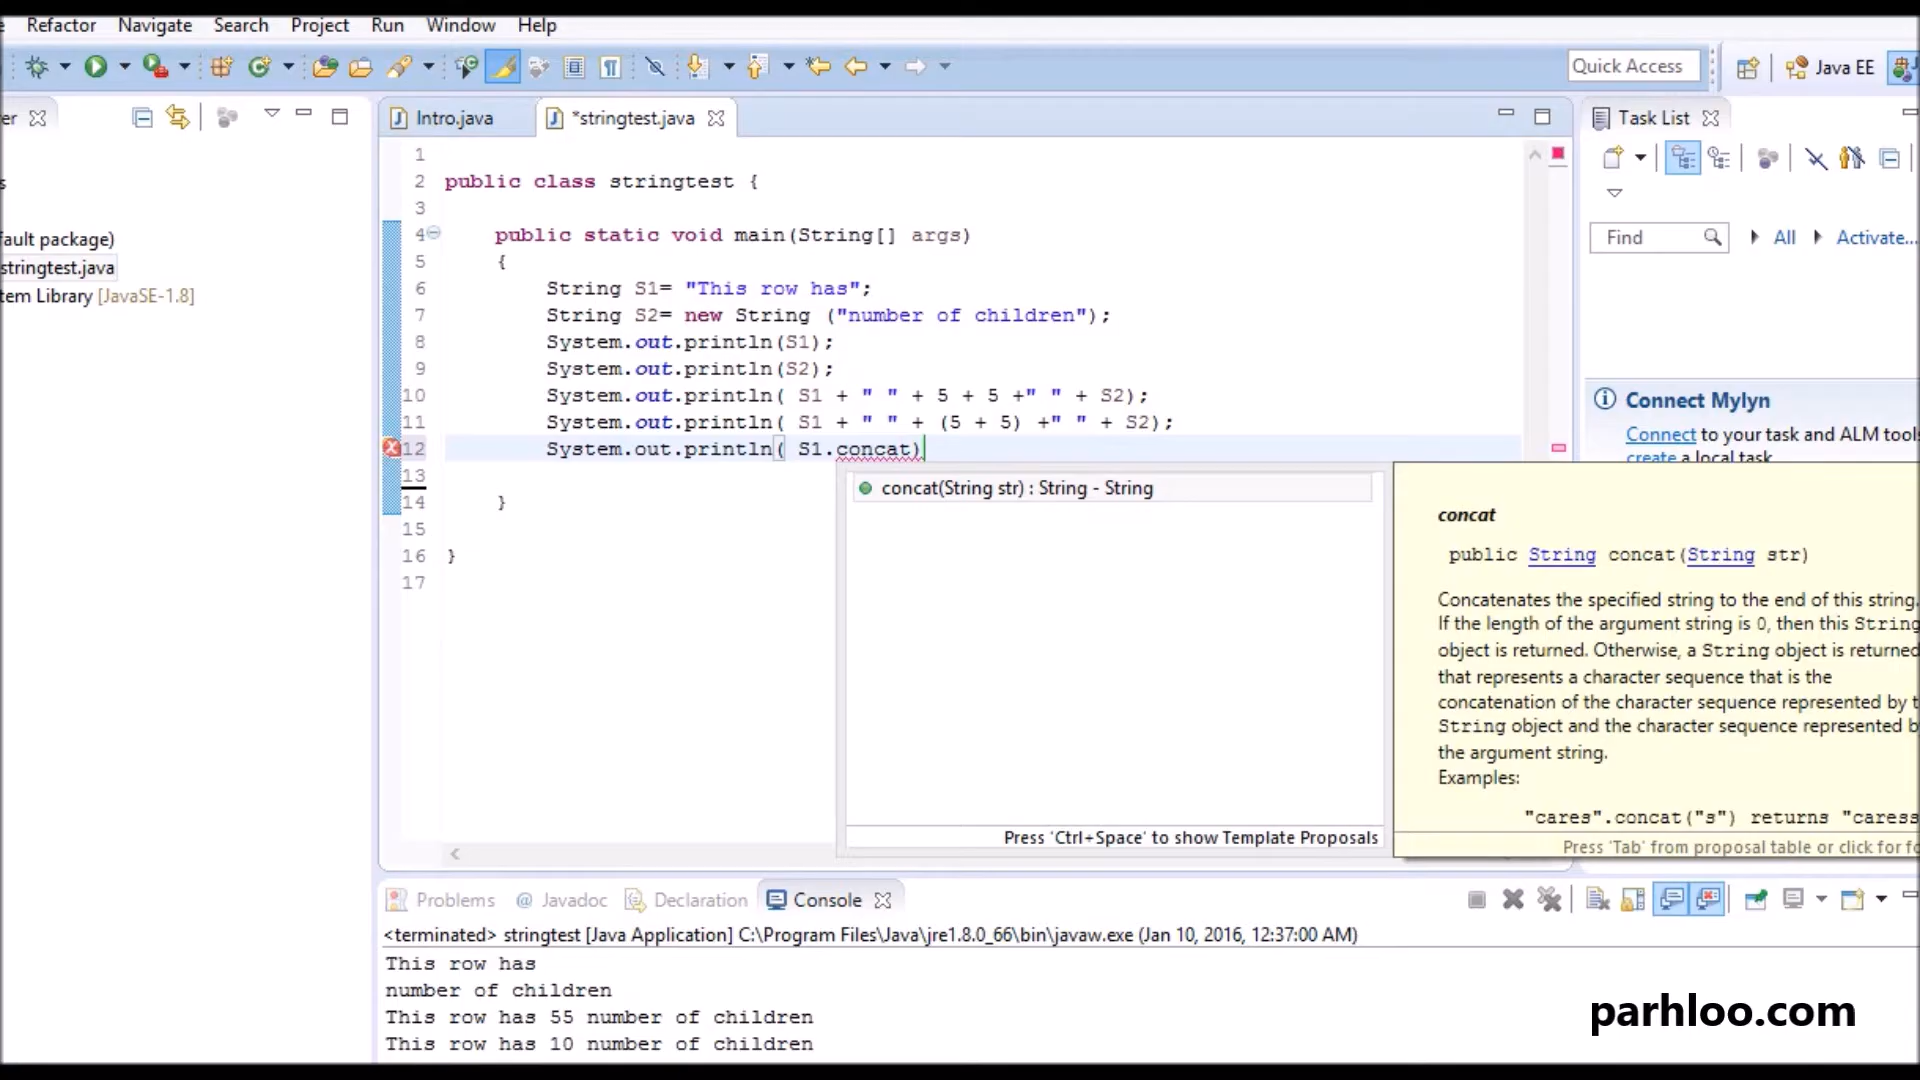 Refactor Navigate Search Project Run Window Help
Quick Access
Java EE
er
Intro.java
*stringtest.java
Task List
fault package)
stringtest.java
tem Library [JavaSE-1.8]
1
2 public class stringtest {
3
4 public static void main(String[] args)
5 {
6 String S1= "This row has";
7 String S2= new String ("number of children");
8 System.out.println(S1);
9 System.out.println(S2);
10 System.out.println( S1 + " " + 5 + 5 +" " + S2);
11 System.out.println( S1 + " " + (5 + 5) +" " + S2);
12 System.out.println( S1.concat)
13
14 }
15
16 }
17
Find
All
Activate...
Connect Mylyn
Connect to your task and ALM tools
create a local task
concat(String str) : String - String
Press 'Ctrl+Space' to show Template Proposals
concat
public String concat(String str)
Concatenates the specified string to the end of this string.
If the length of the argument string is 0, then this String
object is returned. Otherwise, a String object is returned
that represents a character sequence that is the
concatenation of the character sequence represented by t
String object and the character sequence represented b
the argument string.
Examples:
"cares".concat("s") returns "caress
Press 'Tab' from proposal table or click for fo
Problems @ Javadoc Declaration Console
<terminated> stringtest [Java Application] C:\Program Files\Java\jre1.8.0_66\bin\javaw.exe (Jan 10, 2016, 12:37:00 AM)
This row has
number of children
This row has 55 number of children
This row has 10 number of children
parhloo.com